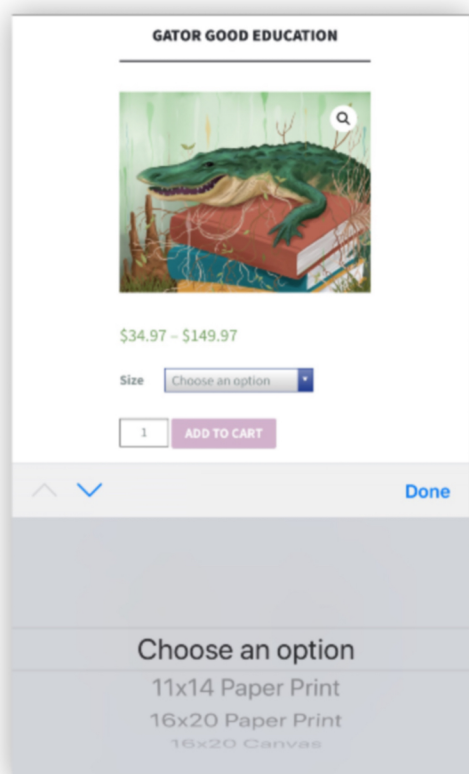 GATOR GOOD EDUCATION
$34.97 – $149.97
Size Choose an option
1 ADD TO CART
Done
Choose an option
11x14 Paper Print
16x20 Paper Print
16x20 Canvas